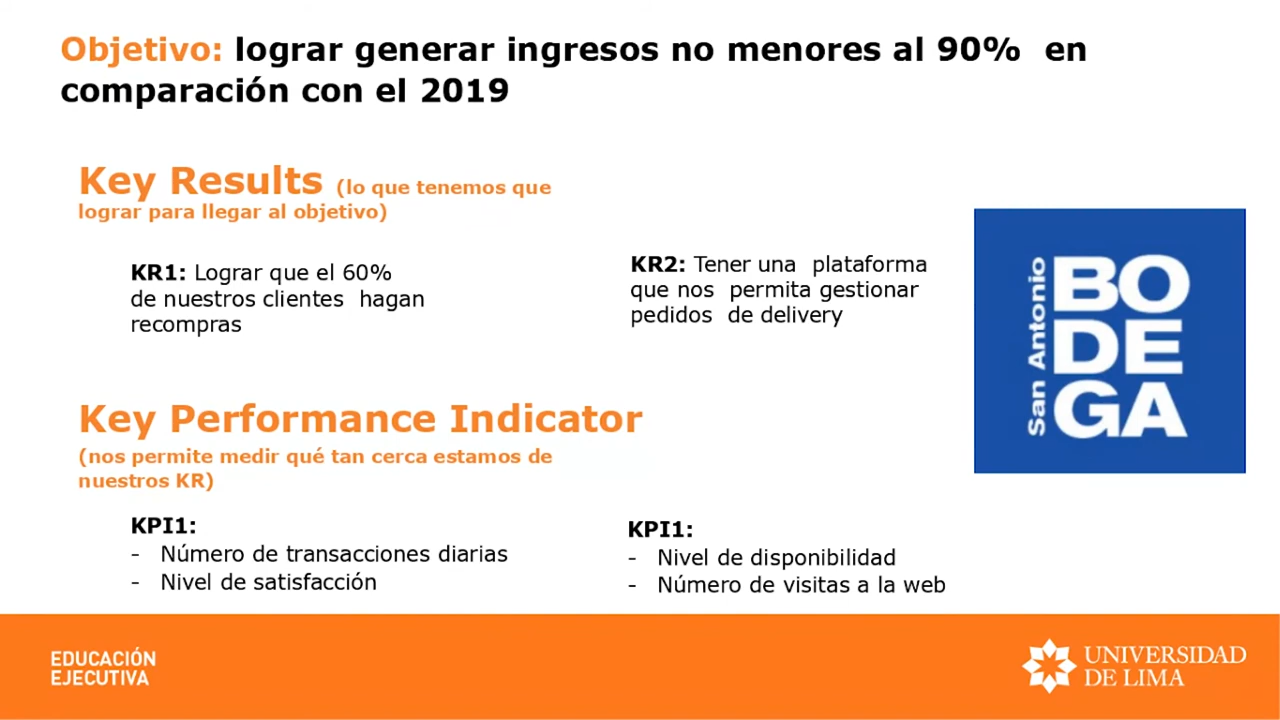 Objetivo: lograr generar ingresos no menores al 90% en
comparación con el 2019
Key Results (lo que tenemos que
lograr para llegar al objetivo)
KR1: Lograr que el 60%
de nuestros clientes hagan
recompras
KR2: Tener una plataforma
que nos permita gestionar
pedidos de delivery
San Antonio
BO
DE
GA
Key Performance Indicator
(nos permite medir qué tan cerca estamos de
nuestros KR)
KPI1:
- Número de transacciones diarias
- Nivel de satisfacción
KPI1:
- Nivel de disponibilidad
- Número de visitas a la web
EDUCACIÓN
EJECUTIVA
UNIVERSIDAD
DE LIMA